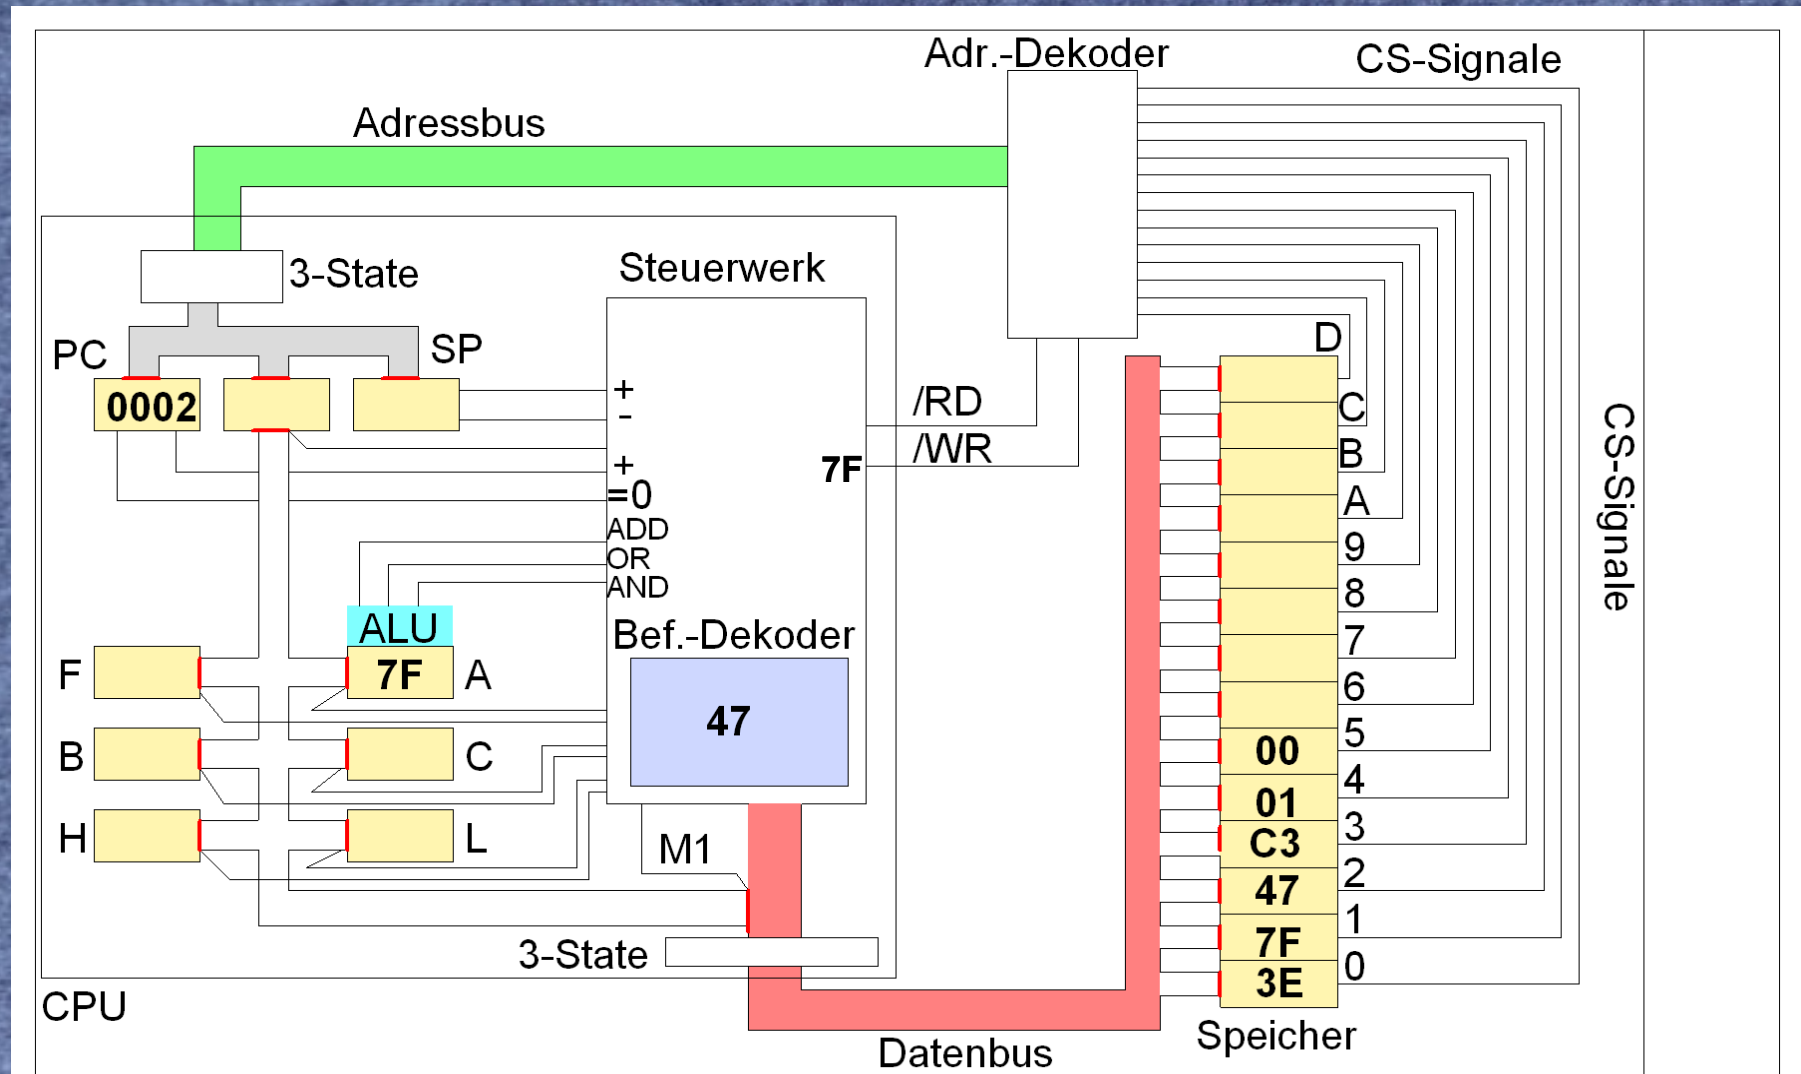 Adr.-Dekoder
CS-Signale
Adressbus
3-State
Steuerwerk
PC
SP
0002
+
-
+
=0
ADD
OR
AND
/RD
/WR
7F
ALU
F
7F
A
Bef.-Dekoder
47
B
C
H
L
M1
3-State
CPU
Datenbus
D
C
B
A
9
8
7
6
5
00
4
01
3
C3
2
47
1
7F
0
3E
Speicher
CS-Signale